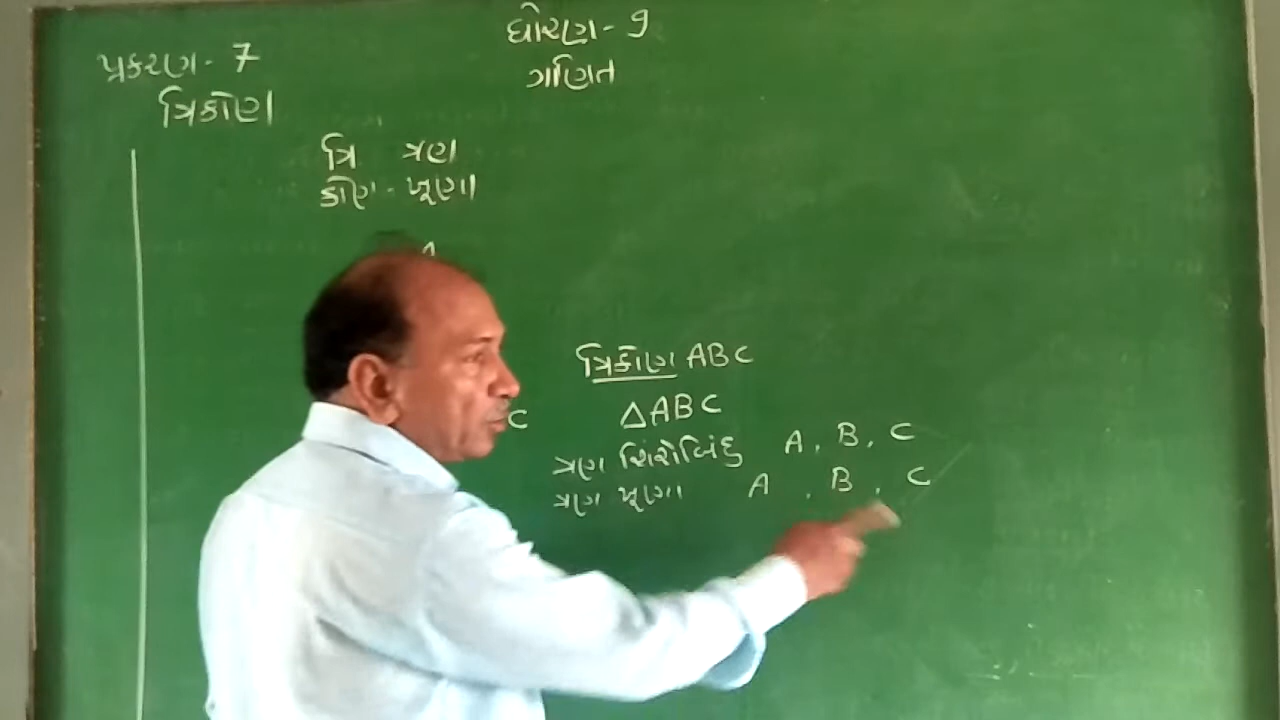 ધોરણ - 9
ગણિત
પ્રકરણ - 7
ત્રિકોણ
ત્રિ ત્રણ
કોણ - ખૂણા
A
C
ત્રિકોણ ABC
△ABC
ત્રણ શિરોબિંદુ A, B, C
ત્રણ ખૂણા A, B, C